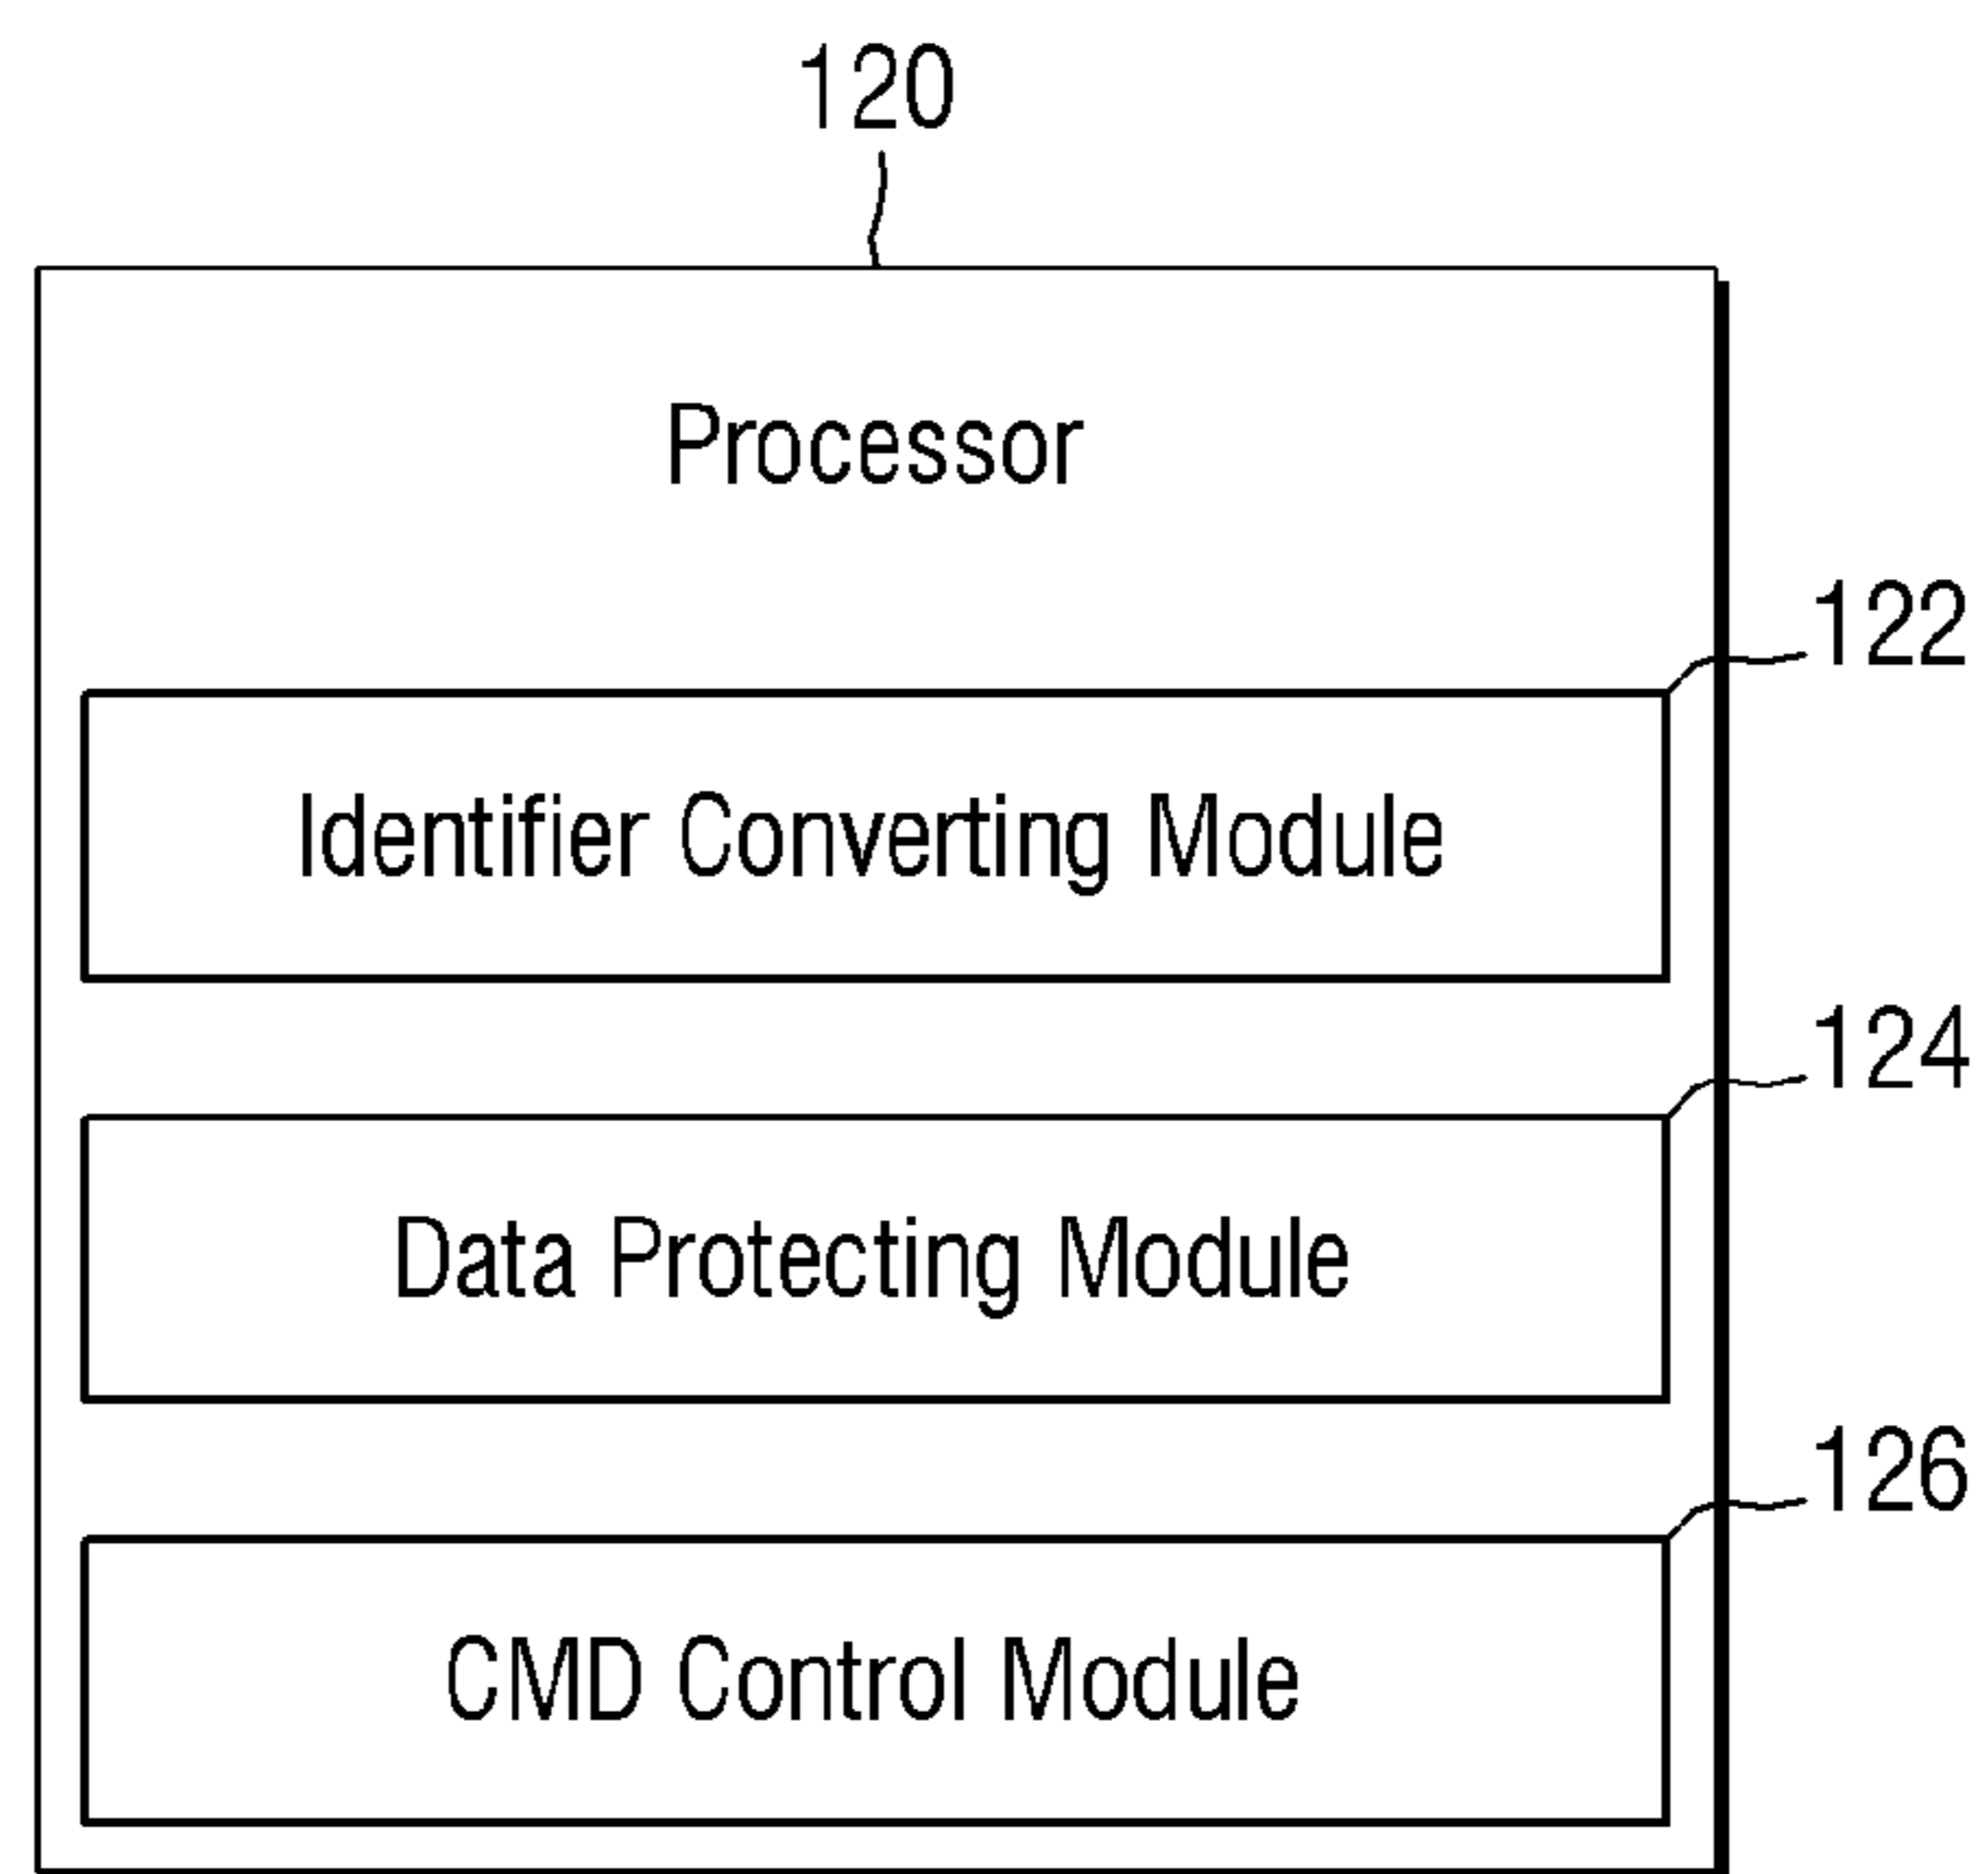 120
Processor
122
Identifier Converting Module
124
Data Protecting Module
126
CMD Control Module